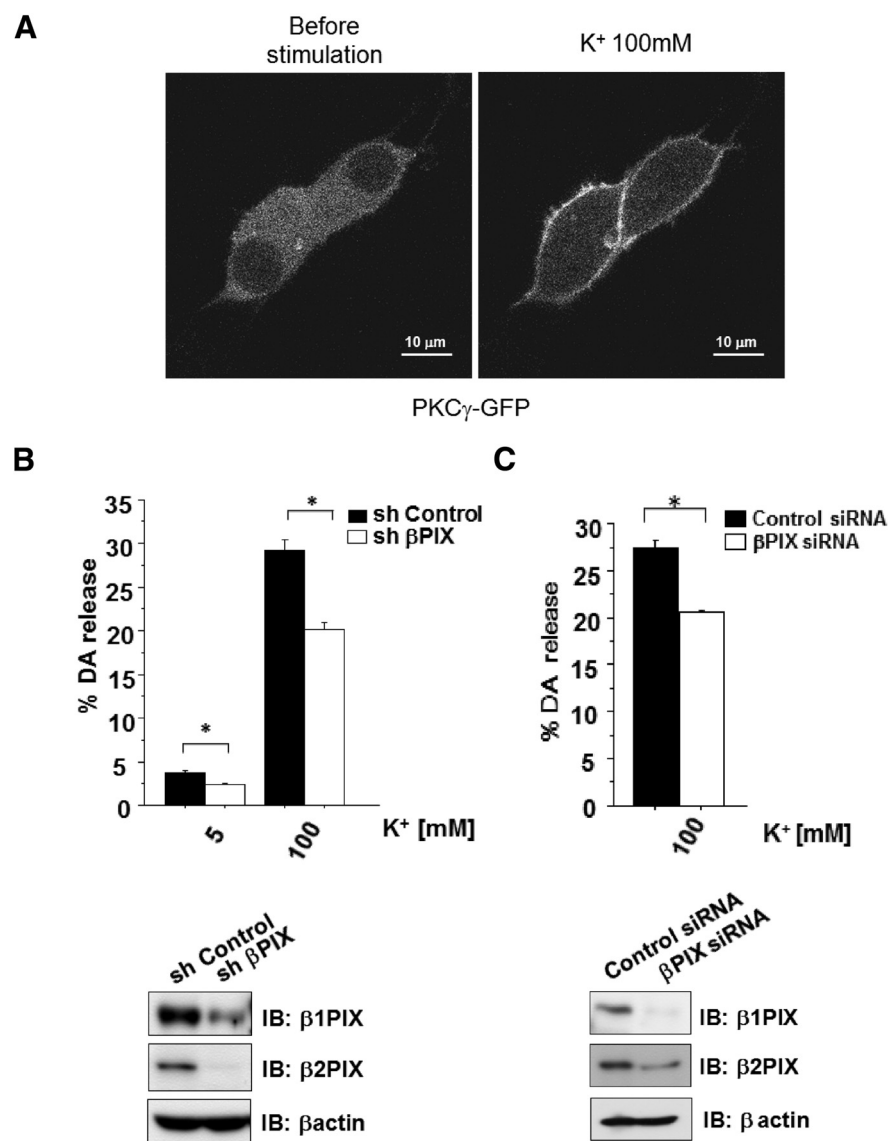 A
Before
stimulation
K+ 100mM
10 μm
10 μm
PKCγ-GFP
B
35
30
25
20
15
10
5
0
% DA release
*
*
sh Control
sh βPIX
5
100
K+ [mM]
sh Control
sh βPIX
IB: β1PIX
IB: β2PIX
IB: βactin
C
35
30
25
20
15
10
5
0
% DA release
*
Control siRNA
βPIX siRNA
100
K+ [mM]
Control siRNA
βPIX siRNA
IB: β1PIX
IB: β2PIX
IB: β actin